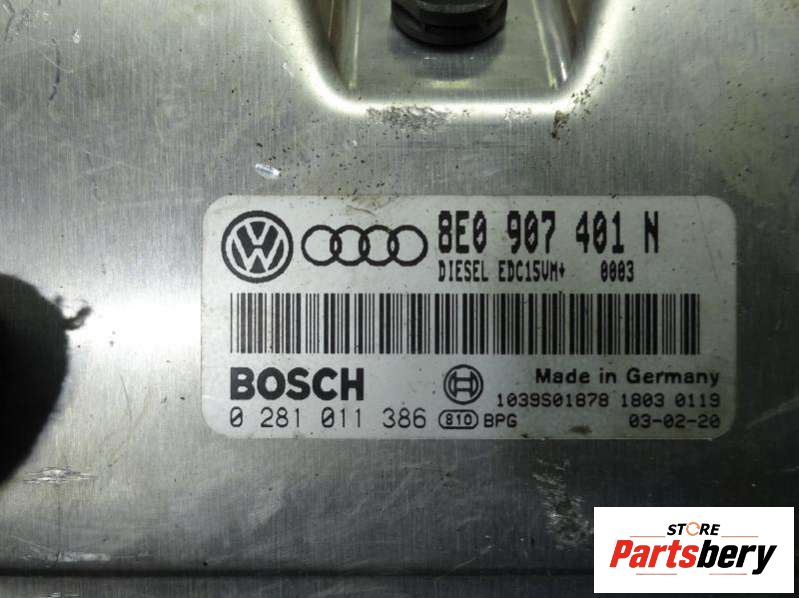 8E0 907 401 N
DIESEL EDC15VM+ 0003
BOSCH
Made in Germany
1039S01878 1803 0119
0 281 011 386 810 BPG 03-02-20
STORE
Partsbery